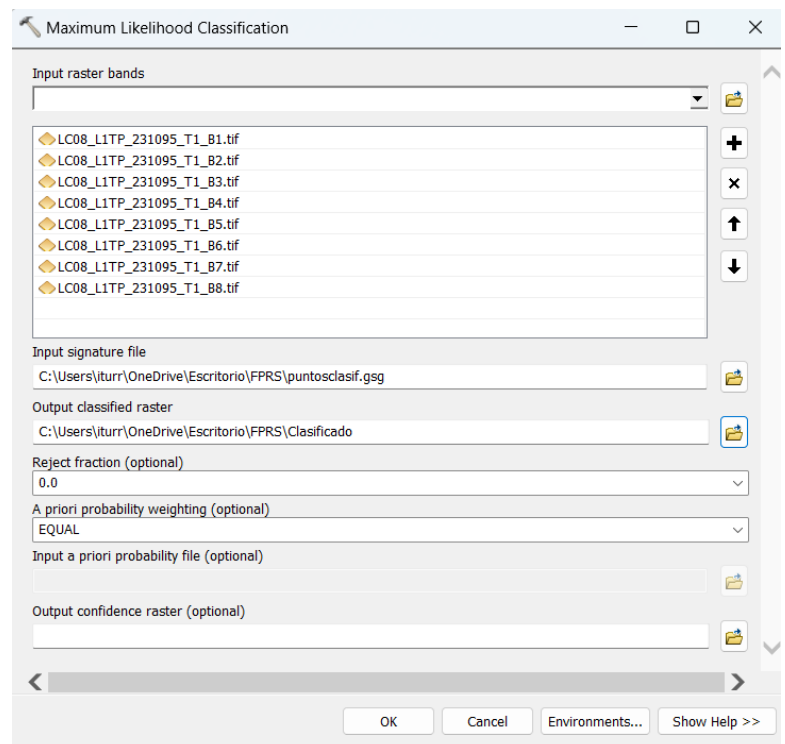 Maximum Likelihood Classification
Input raster bands
LC08_L1TP_231095_T1_B1.tif
LC08_L1TP_231095_T1_B2.tif
LC08_L1TP_231095_T1_B3.tif
LC08_L1TP_231095_T1_B4.tif
LC08_L1TP_231095_T1_B5.tif
LC08_L1TP_231095_T1_B6.tif
LC08_L1TP_231095_T1_B7.tif
LC08_L1TP_231095_T1_B8.tif
Input signature file
C:\Users\iturr\OneDrive\Escritorio\FPRS\puntosclasif.gsg
Output classified raster
C:\Users\iturr\OneDrive\Escritorio\FPRS\Clasificado
Reject fraction (optional)
0.0
A priori probability weighting (optional)
EQUAL
Input a priori probability file (optional)
Output confidence raster (optional)
OK Cancel Environments... Show Help >>